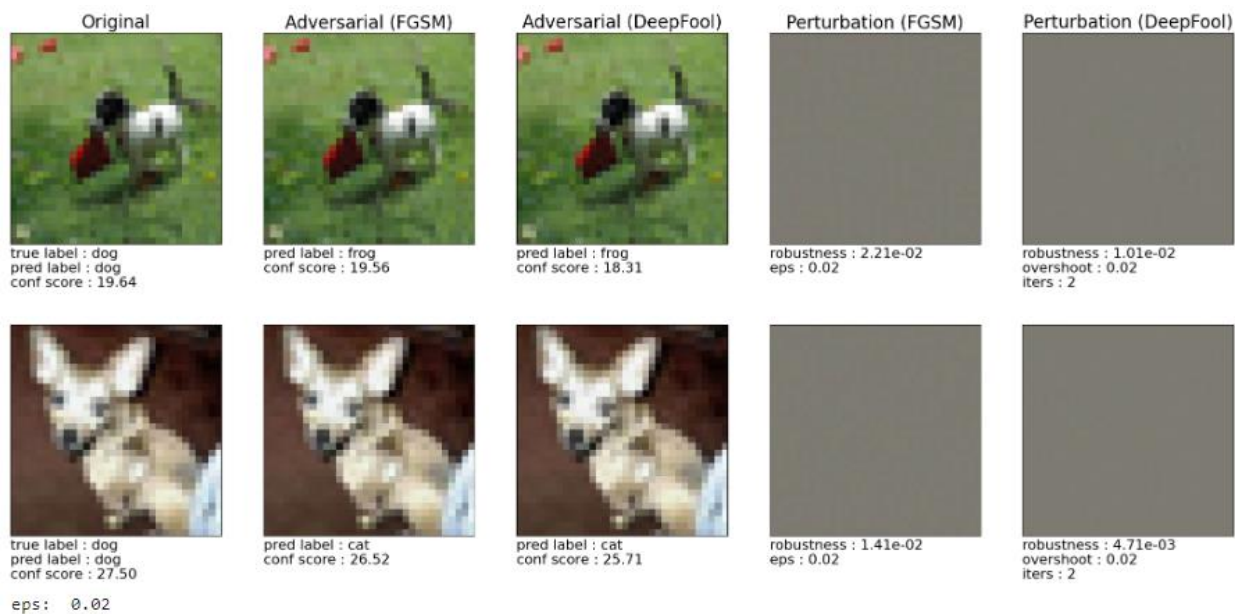 Original
Adversarial (FGSM)
Adversarial (DeepFool)
Perturbation (FGSM)
Perturbation (DeepFool)
true label : dog
pred label : dog
conf score : 19.64
pred label : frog
conf score : 19.56
pred label : frog
conf score : 18.31
robustness : 2.21e-02
eps : 0.02
robustness : 1.01e-02
overshoot : 0.02
iters : 2
true label : dog
pred label : dog
conf score : 27.50
pred label : cat
conf score : 26.52
pred label : cat
conf score : 25.71
robustness : 1.41e-02
eps : 0.02
robustness : 4.71e-03
overshoot : 0.02
iters : 2
eps:  0.02